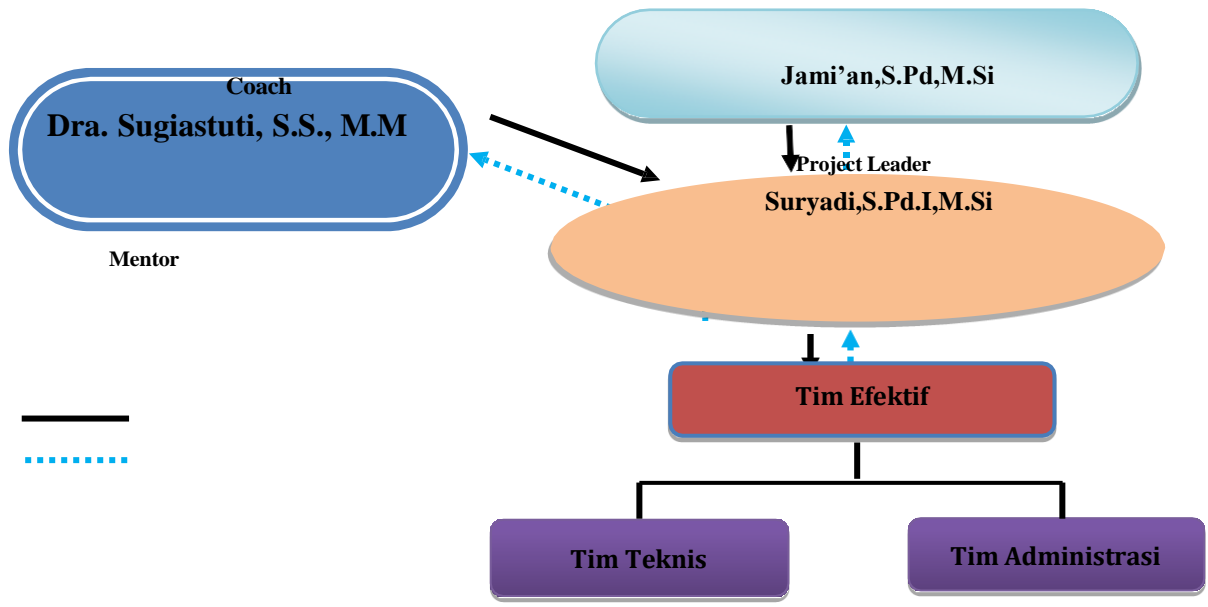 Coach
Dra. Sugiastuti, S.S., M.M
Mentor
Jami’an,S.Pd,M.Si
Project Leader
Suryadi,S.Pd.I,M.Si
Tim Efektif
Tim Teknis
Tim Administrasi